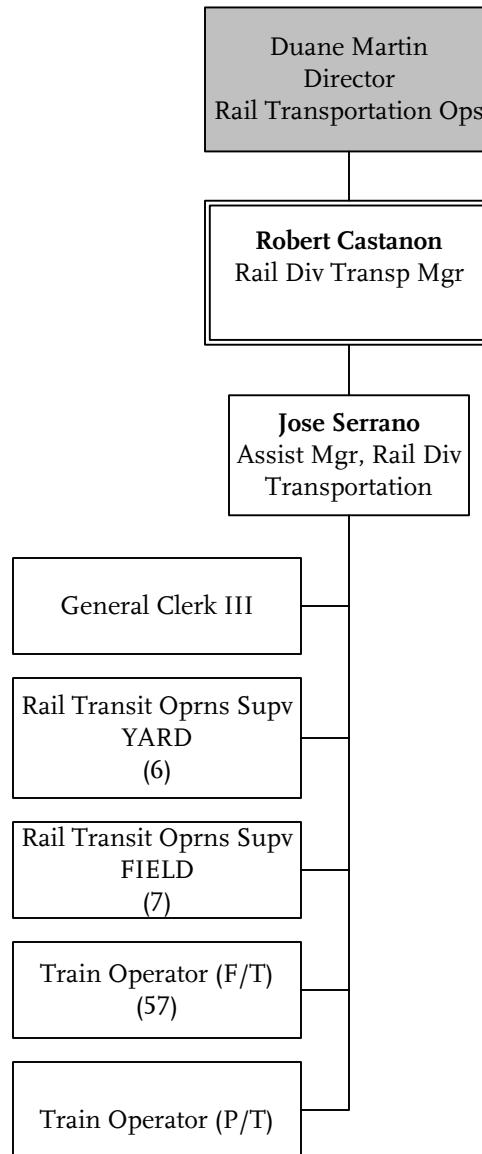 Duane Martin
Director
Rail Transportation Ops
Robert Castanon
Rail Div Transp Mgr
Jose Serrano
Assist Mgr, Rail Div
Transportation
General Clerk III
Rail Transit Oprns Supv
YARD
(6)
Rail Transit Oprns Supv
FIELD
(7)
Train Operator (F/T)
(57)
Train Operator (P/T)